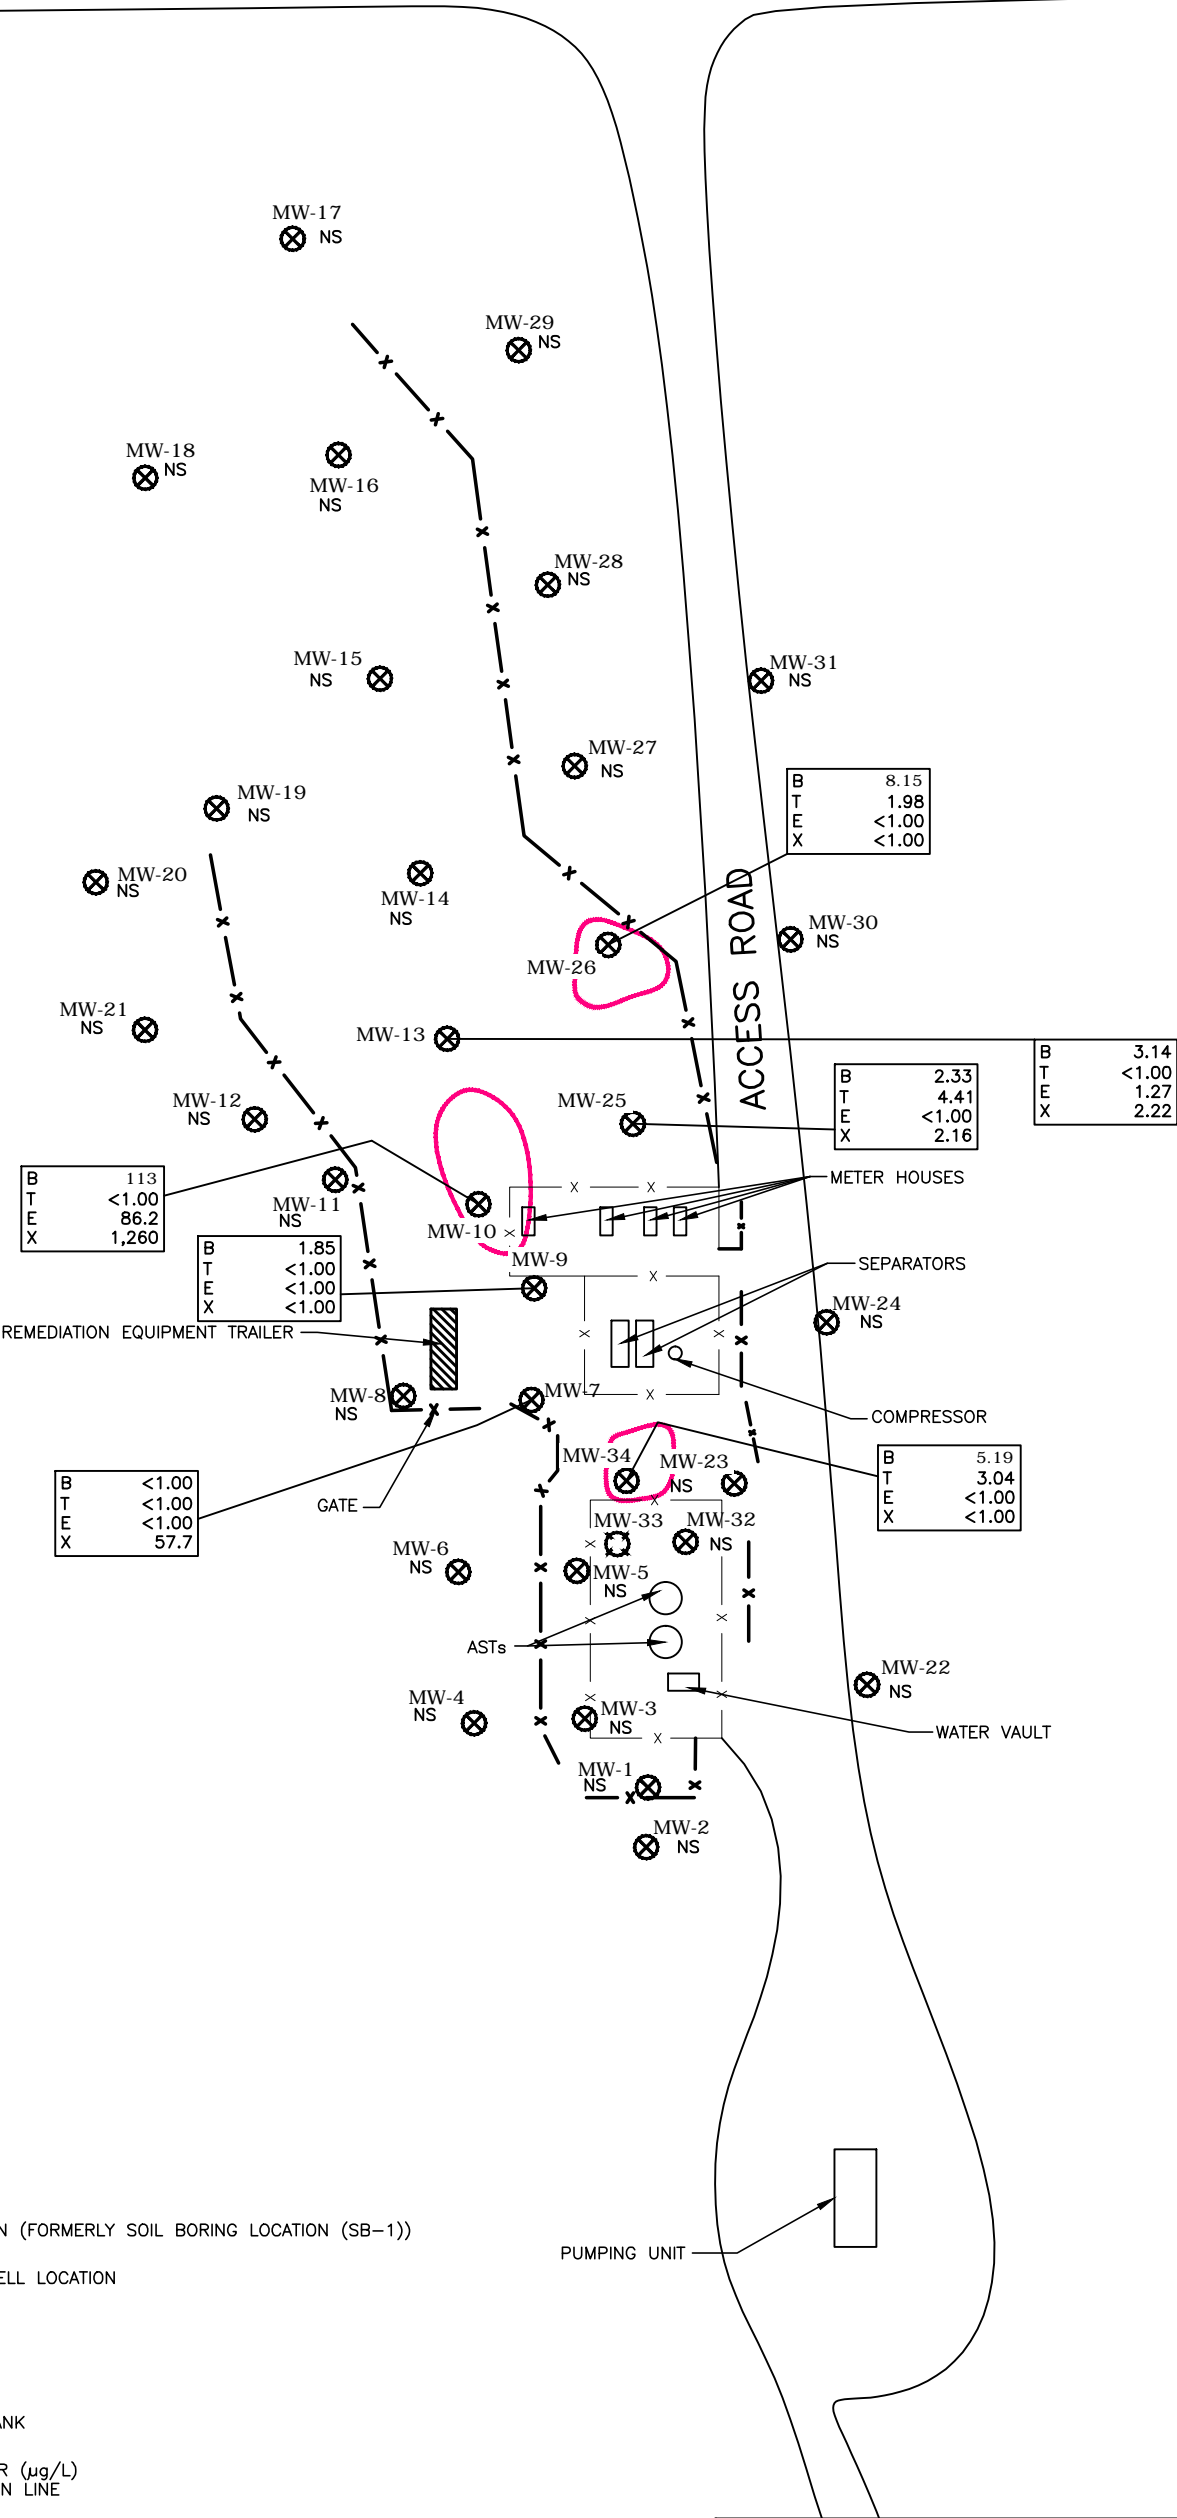 MW-17
NS
MW-29
NS
MW-18
NS
MW-16
NS
MW-28
NS
MW-15
NS
MW-31
NS
MW-27
NS
B 8.15
T 1.98
E <1.00
X <1.00
MW-19
NS
MW-20
NS
MW-14
NS
ACCESS ROAD
MW-30
NS
MW-26
MW-21
NS
MW-13
B 3.14
T <1.00
E 1.27
X 2.22
B 2.33
T 4.41
E <1.00
X 2.16
MW-12
NS
MW-25
METER HOUSES
B 113
T <1.00
E 86.2
X 1,260
MW-11
NS
MW-10
B 1.85
T <1.00
E <1.00
X <1.00
MW-9
SEPARATORS
MW-24
NS
REMEDIATION EQUIPMENT TRAILER
MW-8
NS
MW-7
COMPRESSOR
MW-34
MW-23
NS
B 5.19
T 3.04
E <1.00
X <1.00
B <1.00
T <1.00
E <1.00
X 57.7
GATE
MW-33
MW-32
NS
MW-6
NS
MW-5
NS
ASTs
MW-22
NS
MW-4
NS
MW-3
NS
WATER VAULT
MW-1
NS
MW-2
NS
N (FORMERLY SOIL BORING LOCATION (SB-1))
PUMPING UNIT
ELL LOCATION
ANK
R (µg/L)
N LINE